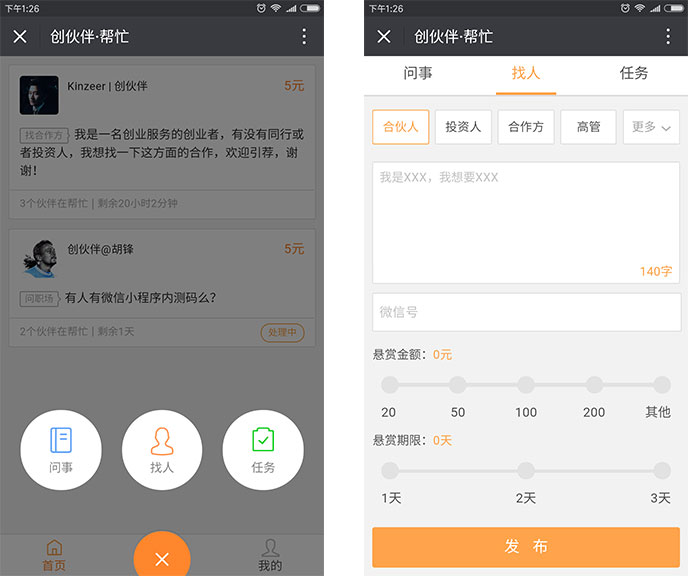 下午1:26
创伙伴·帮忙
Kinzeer | 创伙伴
5元
找合作方 我是一名创业服务的创业者，有没有同行或
者投资人，我想找一下这方面的合作，欢迎引荐，谢
谢！
3个伙伴在帮忙 | 剩余20小时2分钟
创伙伴@胡锋
5元
问职场 有人有微信小程序内测码么？
2个伙伴在帮忙 | 剩余1天
处理中
问事
找人
任务
首页
我的
下午1:26
创伙伴·帮忙
问事
找人
任务
合伙人
投资人
合作方
高管
更多
我是XXX，我想要XXX
140字
微信号
悬赏金额：0元
20
50
100
200
其他
悬赏期限：0天
1天
2天
3天
发 布